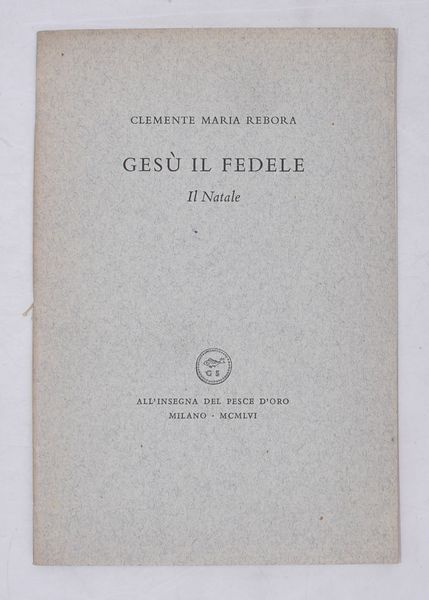 CLEMENTE MARIA REBORA
GESÙ IL FEDELE
Il Natale
G S
ALL'INSEGNA DEL PESCE D'ORO
MILANO · MCMLVI